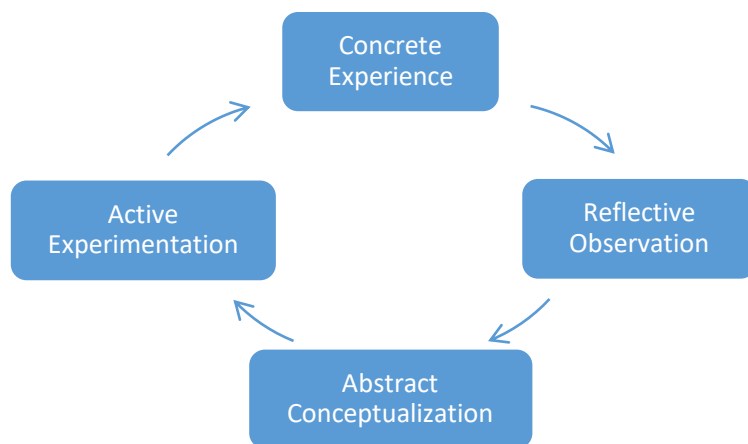 Concrete
Experience
Reflective
Observation
Abstract
Conceptualization
Active
Experimentation